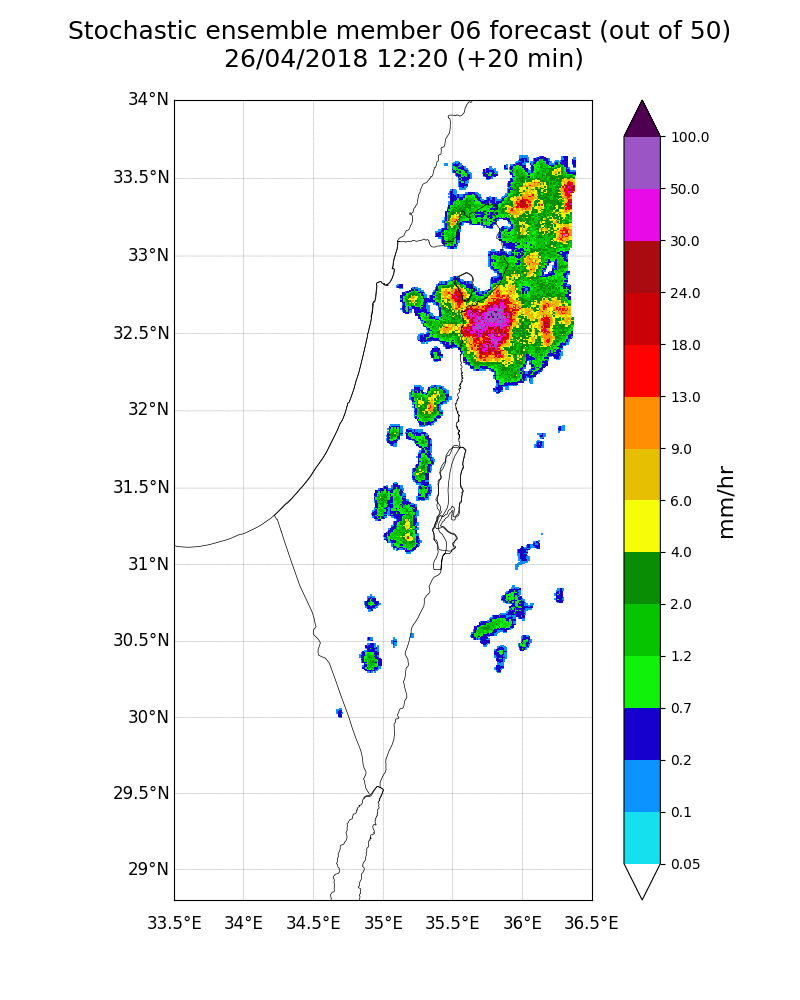 Stochastic ensemble member 06 forecast (out of 50)
26/04/2018 12:20 (+20 min)
34°N
33.5°N
33°N
32.5°N
32°N
31.5°N
31°N
30.5°N
30°N
29.5°N
29°N
33.5°E
34°E
34.5°E
35°E
35.5°E
36°E
36.5°E
100.0
50.0
30.0
24.0
18.0
13.0
9.0
6.0
4.0
2.0
1.2
0.7
0.2
0.1
0.05
mm/hr